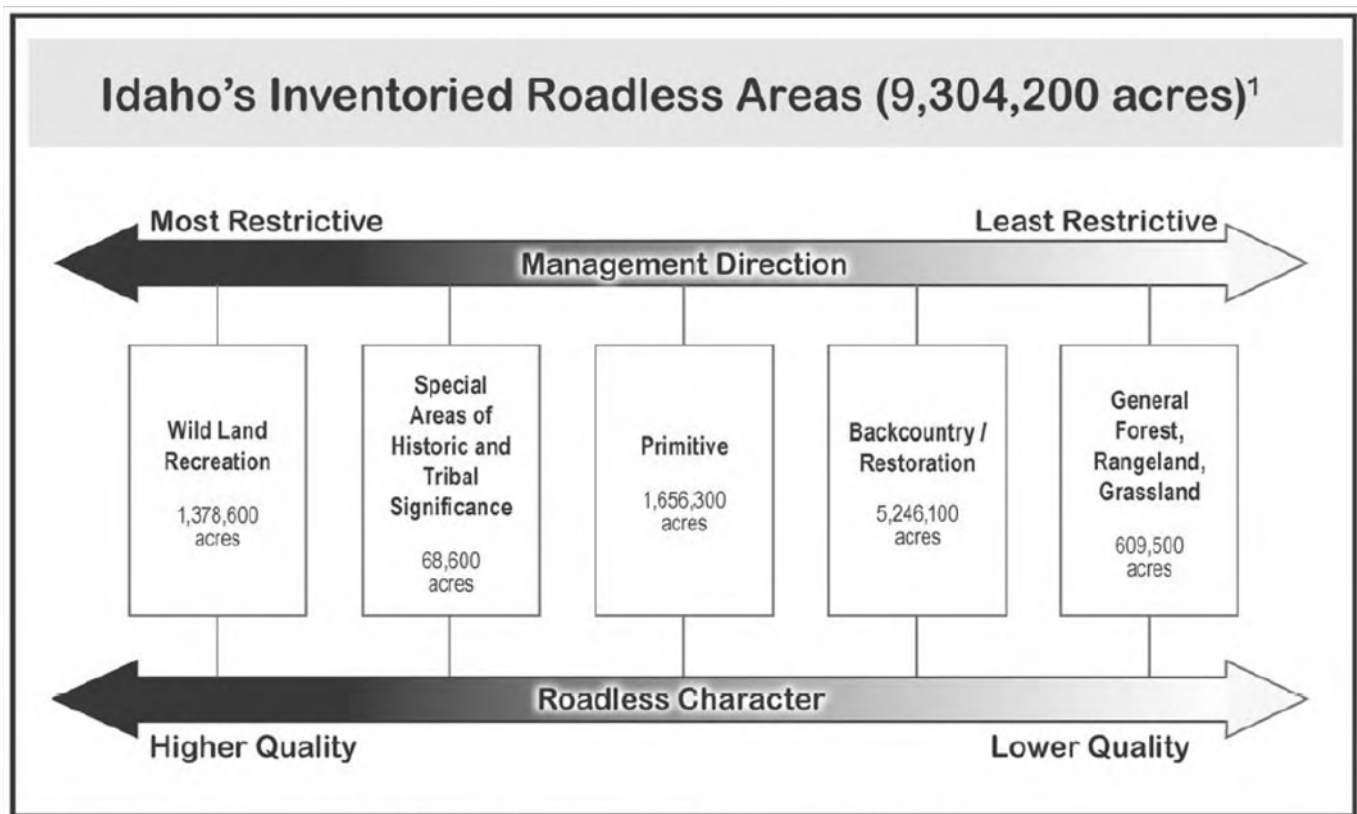 Idaho's Inventoried Roadless Areas (9,304,200 acres)¹
Most Restrictive
Least Restrictive
Management Direction
Wild Land
Recreation
1,378,600
acres
Special
Areas of
Historic and
Tribal
Significance
68,600
acres
Primitive
1,656,300
acres
Backcountry /
Restoration
5,246,100
acres
General
Forest,
Rangeland,
Grassland
609,500
acres
Roadless Character
Higher Quality
Lower Quality